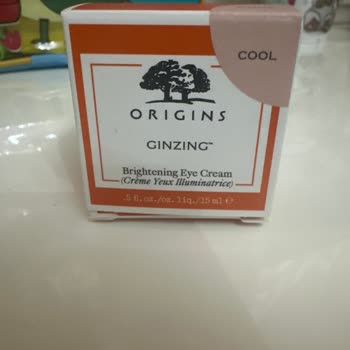 COOL
ORIGINS
GINZING™
Brightening Eye Cream
(Crème Yeux Illuminatrice)
.5 fl.oz./oz. liq./15 ml ℮